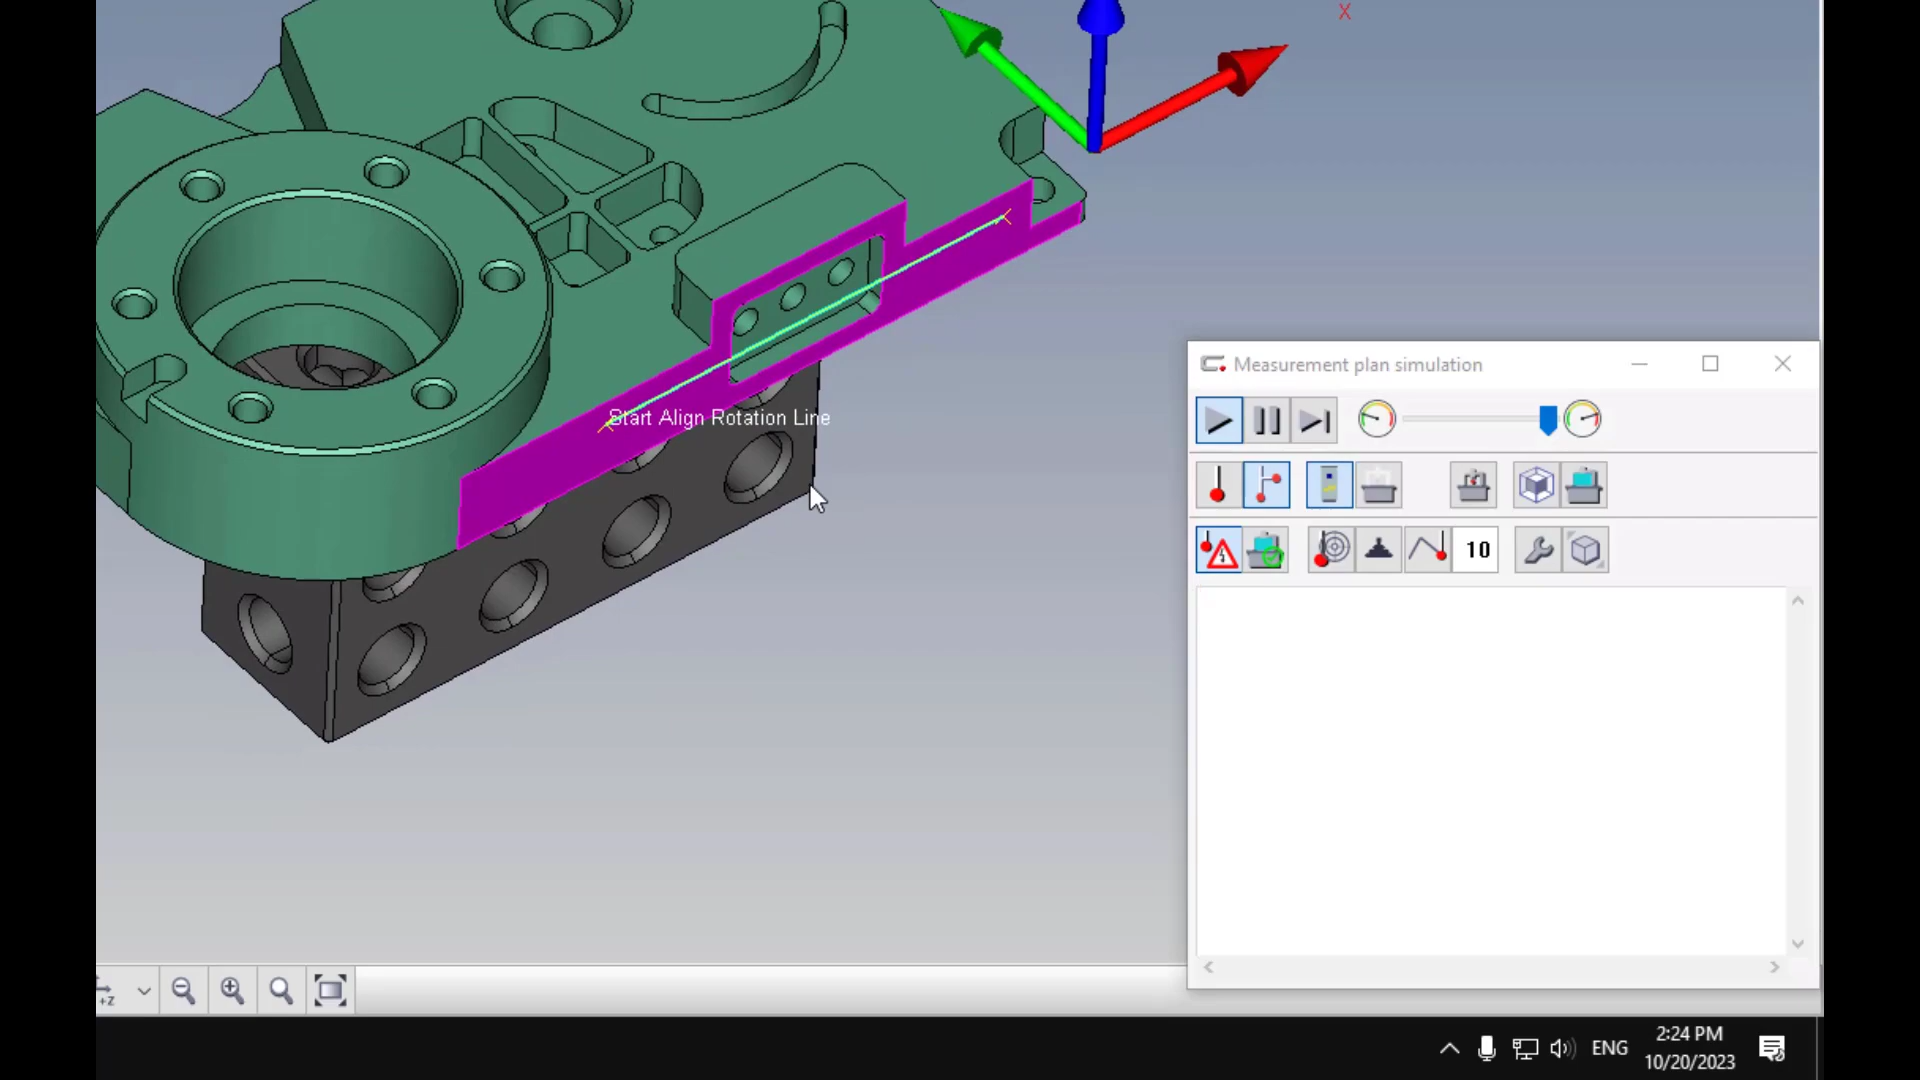 X
Start Align Rotation Line
Measurement plan simulation
10
+Z
ENG
2:24 PM
10/20/2023